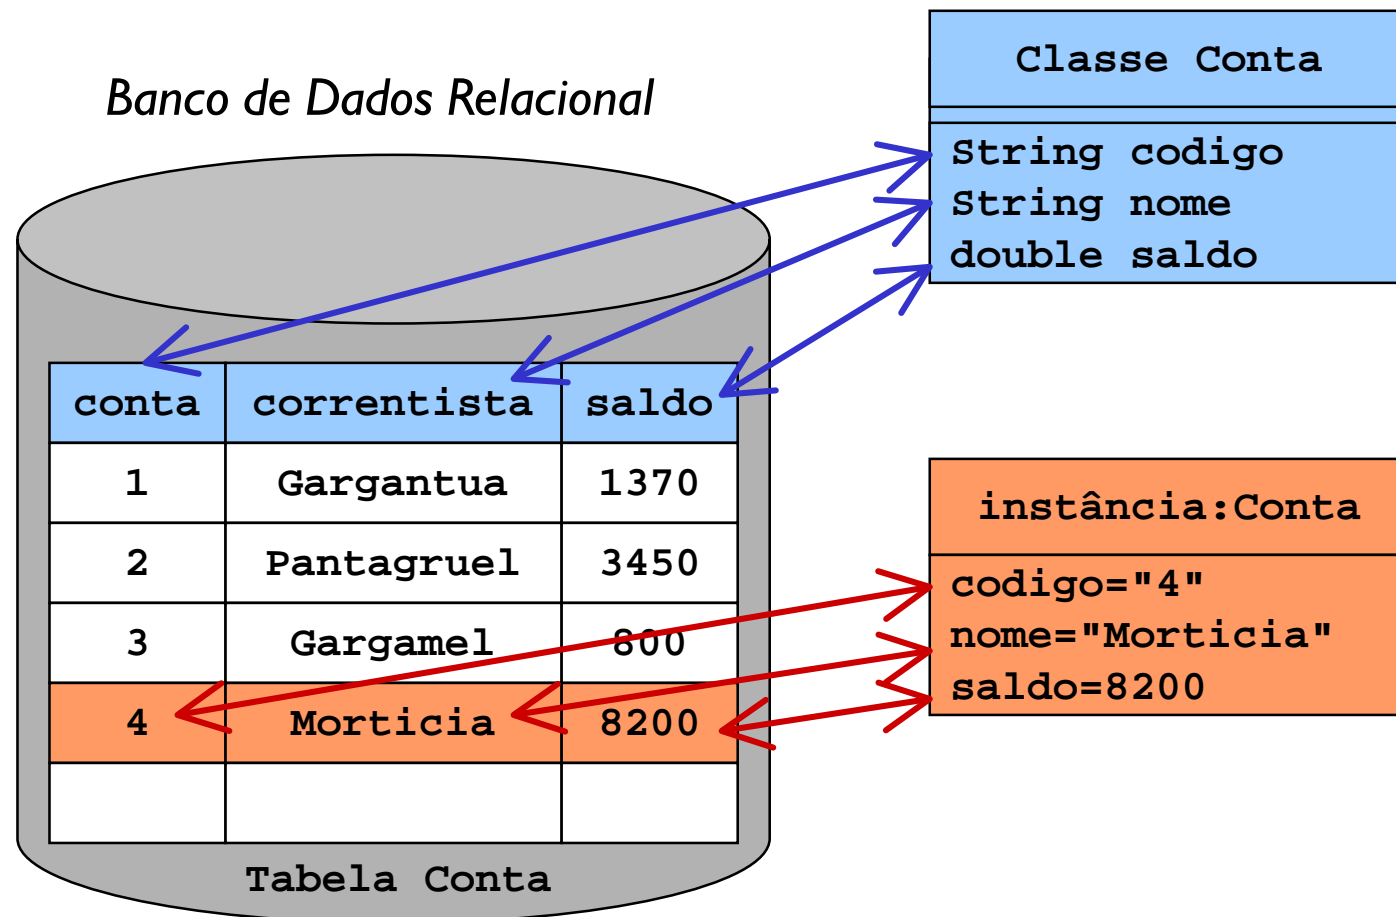 Banco de Dados Relacional
Classe Conta
String codigo
String nome
double saldo
conta correntista saldo
1 Gargantua 1370
2 Pantagruel 3450
3 Gargamel 800
4 Morticia 8200
Tabela Conta
instância:Conta
codigo="4"
nome="Morticia"
saldo=8200